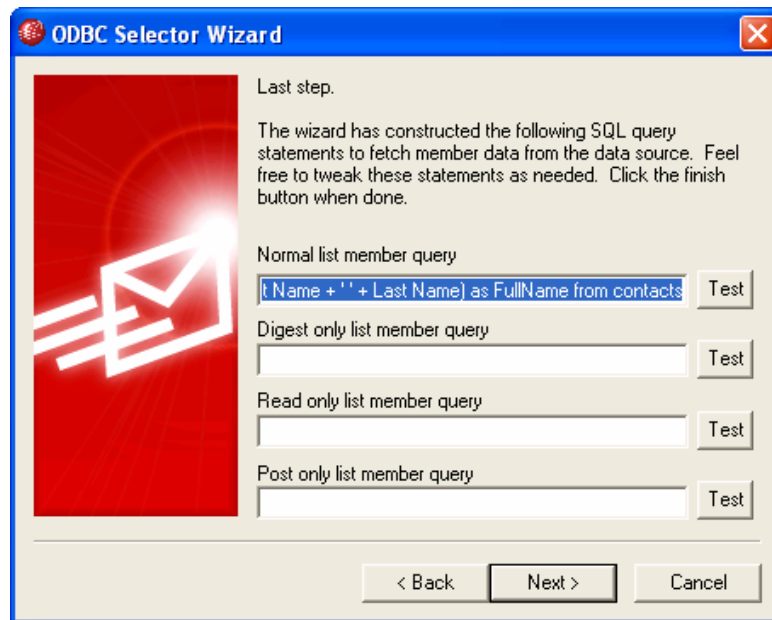 ODBC Selector Wizard
Last step.
The wizard has constructed the following SQL query
statements to fetch member data from the data source.  Feel
free to tweak these statements as needed.  Click the finish
button when done.
Normal list member query
t Name + ' ' + Last Name) as FullName from contacts
Test
Digest only list member query
Test
Read only list member query
Test
Post only list member query
Test
< Back
Next >
Cancel